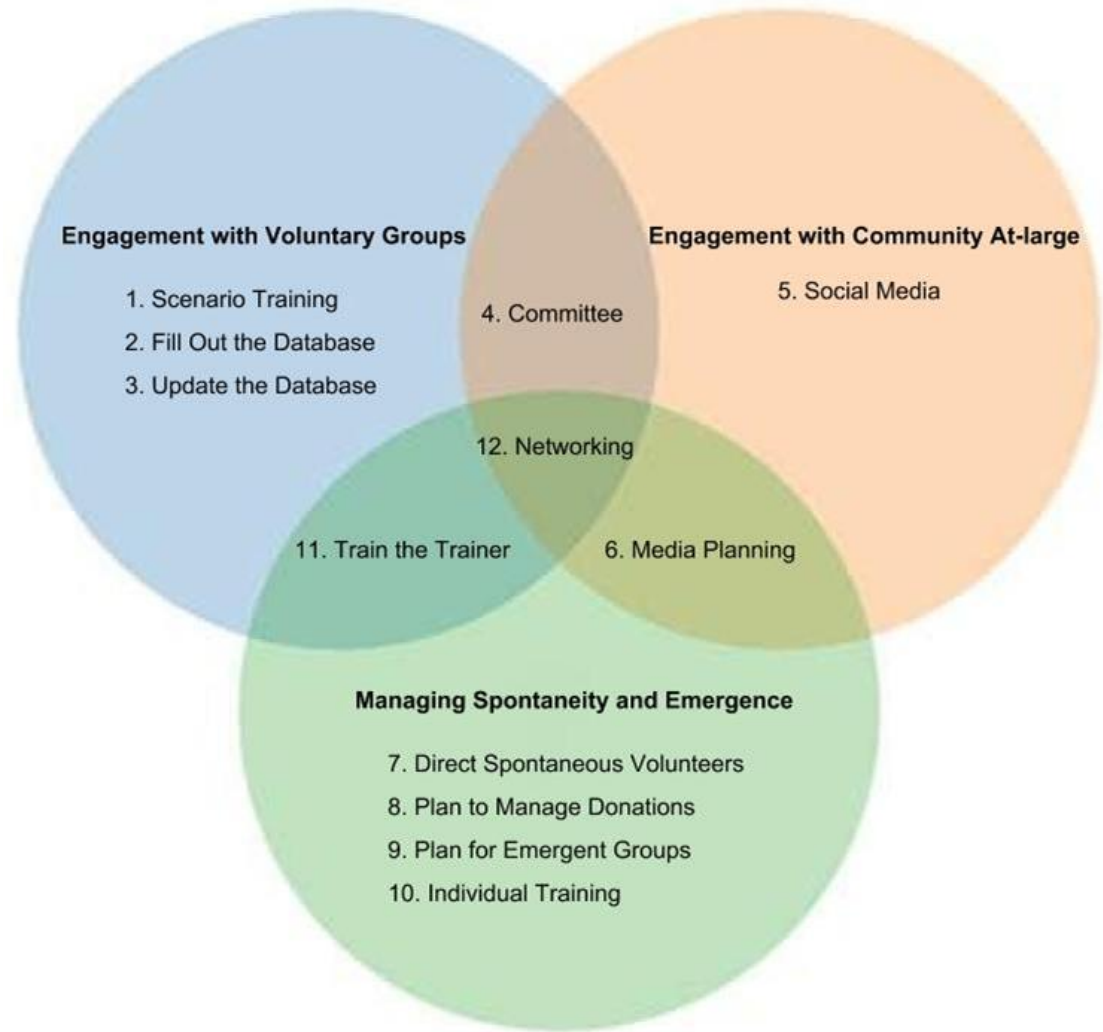 Engagement with Voluntary Groups
1. Scenario Training
2. Fill Out the Database
3. Update the Database
4. Committee
Engagement with Community At-large
5. Social Media
12. Networking
11. Train the Trainer
6. Media Planning
Managing Spontaneity and Emergence
7. Direct Spontaneous Volunteers
8. Plan to Manage Donations
9. Plan for Emergent Groups
10. Individual Training